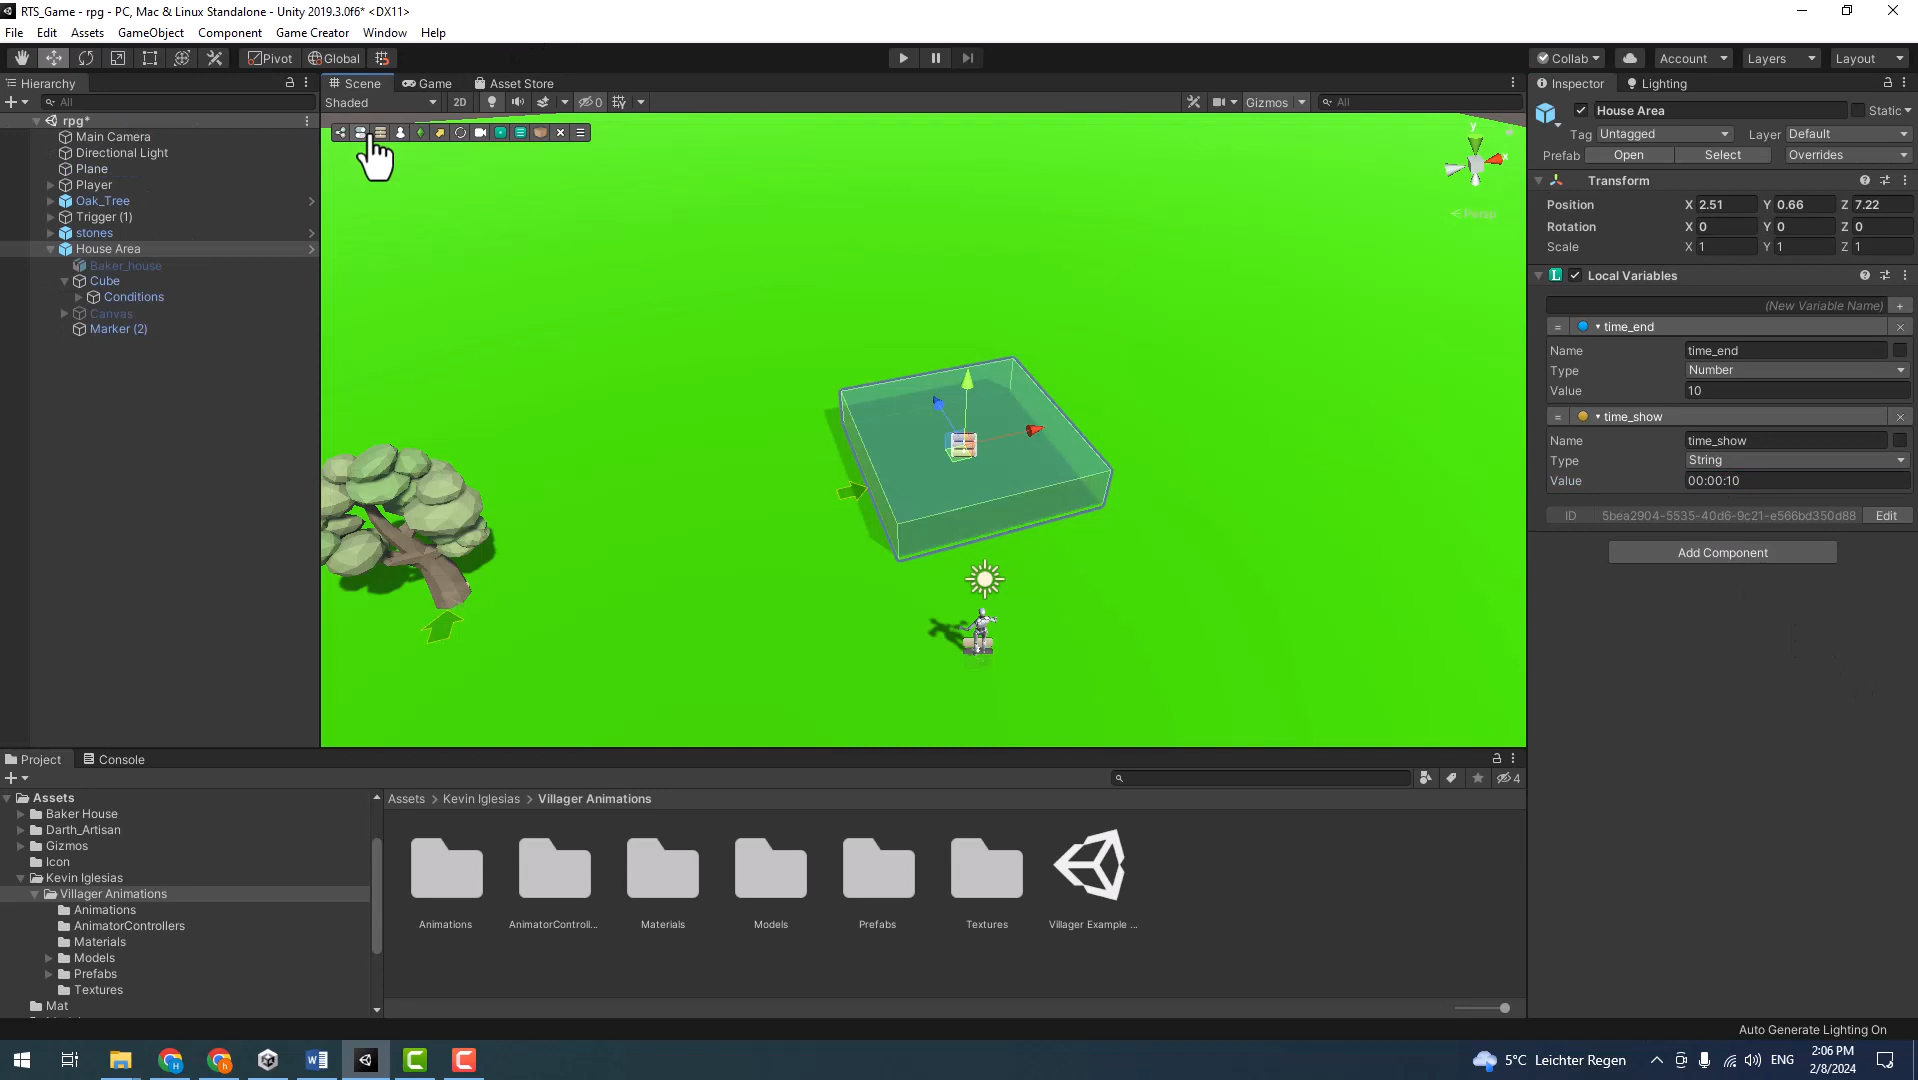 RTS_Game - rpg - PC, Mac & Linux Standalone - Unity 2019.3.0f6* <DX11>
File Edit Assets GameObject Component Game Creator Window Help
Pivot Global Collab Account Layers Layout
Hierarchy Scene Game Asset Store Inspector Lighting
All Shaded 2D 0 Gizmos All
House Area Static
rpg*
Main Camera
Directional Light
Plane
Player
Oak_Tree
Trigger (1)
stones
House Area
Baker_house
Cube
Conditions
Canvas
Marker (2)
y
x
Persp
Tag Untagged Layer Default
Prefab Open Select Overrides
Transform
Position X 2.51 Y 0.66 Z 7.22
Rotation X 0 Y 0 Z 0
Scale X 1 Y 1 Z 1
L Local Variables
(New Variable Name) +
= time_end
Name time_end
Type Number
Value 10
= time_show
Name time_show
Type String
Value 00:00:10
ID 5bea2904-5535-40d6-9c21-e566bd350d88 Edit
Add Component
Project Console
4
Assets
Baker House
Darth_Artisan
Gizmos
Icon
Kevin Iglesias
Villager Animations
Animations
AnimatorControllers
Materials
Models
Prefabs
Textures
Mat
Assets > Kevin Iglesias > Villager Animations
Animations AnimatorControll... Materials Models Prefabs Textures Villager Example ...
Auto Generate Lighting On
5°C Leichter Regen ENG 2:06 PM
2/8/2024